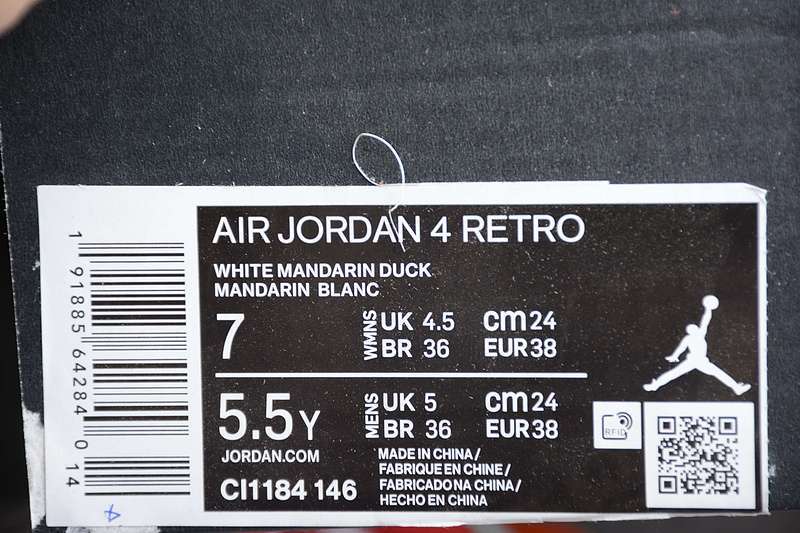 AIR JORDAN 4 RETRO
WHITE MANDARIN DUCK
MANDARIN BLANC
7
WMNS
UK 4.5 cm 24
BR 36 EUR 38
5.5Y
MENS
UK 5 cm 24
BR 36 EUR 38
JORDAN.COM
CI1184 146
MADE IN CHINA /
FABRIQUE EN CHINE /
FABRICADO NA CHINA /
HECHO EN CHINA
RFID
1 91885 64284 0 14